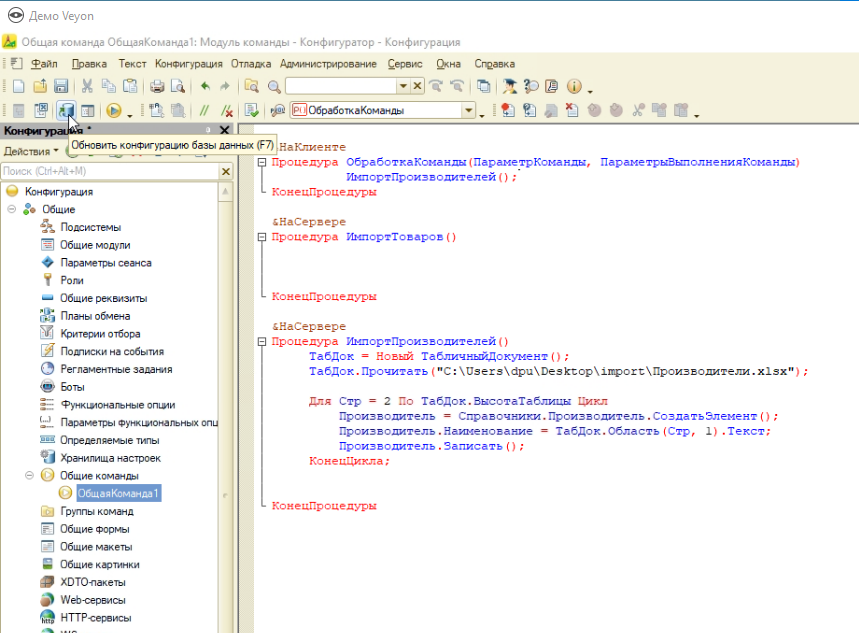 Демо Veyon
Общая команда ОбщаяКоманда1: Модуль команды - Конфигуратор - Конфигурация
Файл Правка Текст Конфигурация Отладка Администрирование Сервис Окна Справка
ОбработкаКоманды
Конфигурация *
Обновить конфигурацию базы данных (F7)
Действия
Поиск (Ctrl+Alt+M)
Конфигурация
Общие
Подсистемы
Общие модули
Параметры сеанса
Роли
Общие реквизиты
Планы обмена
Критерии отбора
Подписки на события
Регламентные задания
Боты
Функциональные опции
Параметры функциональных опц
Определяемые типы
Хранилища настроек
Общие команды
ОбщаяКоманда1
Группы команд
Общие формы
Общие макеты
Общие картинки
XDTO-пакеты
Web-сервисы
HTTP-сервисы
НаКлиенте
Процедура ОбработкаКоманды(ПараметрКоманды, ПараметрыВыполненияКоманды)
ИмпортПроизводителей();
КонецПроцедуры
&НаСервере
Процедура ИмпортТоваров()
КонецПроцедуры
&НаСервере
Процедура ИмпортПроизводителей()
ТабДок = Новый ТабличныйДокумент();
ТабДок.Прочитать("C:\Users\dpu\Desktop\import\Производители.xlsx");
Для Стр = 2 По ТабДок.ВысотаТаблицы Цикл
Производитель = Справочники.Производитель.СоздатьЭлемент();
Производитель.Наименование = ТабДок.Область(Стр, 1).Текст;
Производитель.Записать();
КонецЦикла;
КонецПроцедуры